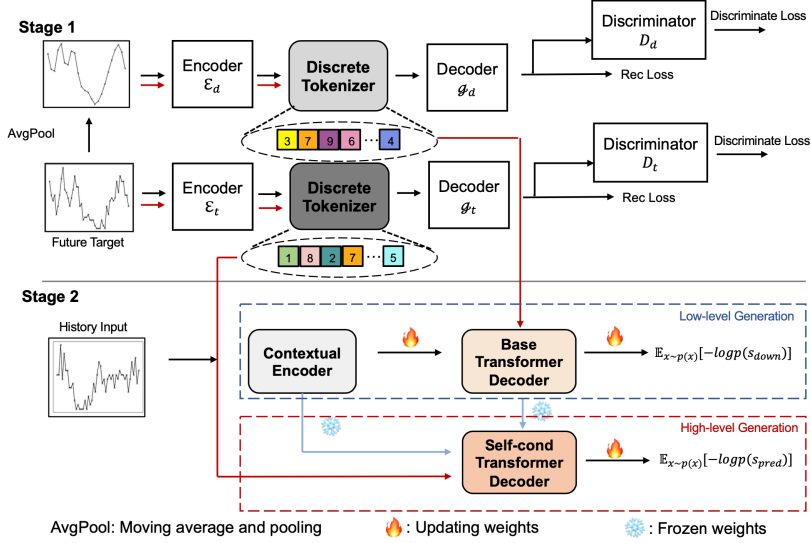 Stage 1
Encoder
ℰd
Discrete
Tokenizer
Decoder
𝒢d
Discriminator
Dd
Discriminate Loss
Rec Loss
AvgPool
3 7 9 6 ··· 4
Future Target
Encoder
ℰt
Discrete
Tokenizer
Decoder
𝒢t
Discriminator
Dt
Discriminate Loss
Rec Loss
1 8 2 7 ··· 5
Stage 2
History Input
Low-level Generation
Contextual
Encoder
Base
Transformer
Decoder
𝔼x~p(x)[−logp(sdown)]
High-level Generation
Self-cond
Transformer
Decoder
𝔼x~p(x)[−logp(spred)]
AvgPool: Moving average and pooling
: Updating weights
: Frozen weights